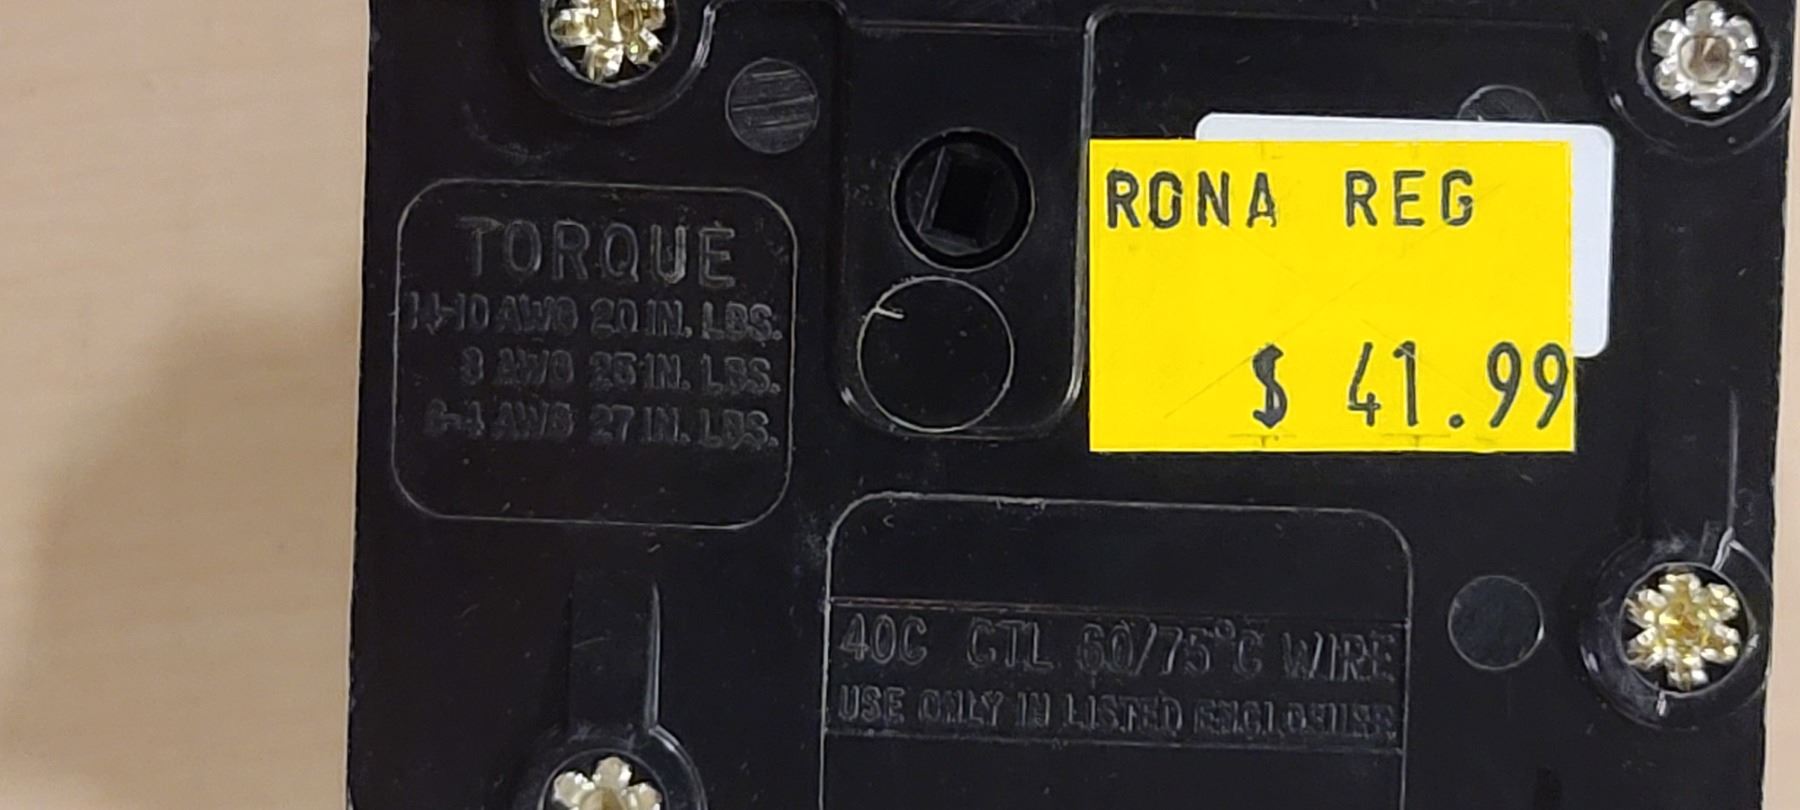 TORQUE
14-10 AWG 20 IN. LBS.
8 AWG 25 IN. LBS.
6-4 AWG 27 IN. LBS.
RONA REG
$ 41.99
40C CTL 60/75°C WIRE
USE ONLY IN LISTED ENCLOSURE